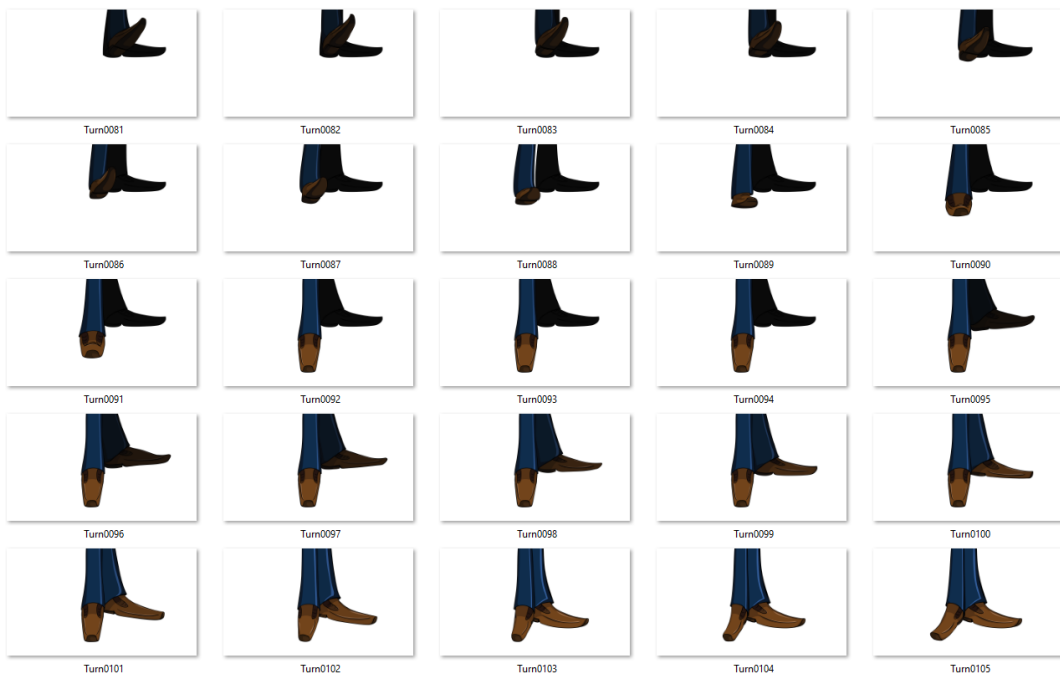 Turn0081 Turn0082 Turn0083 Turn0084 Turn0085
Turn0086 Turn0087 Turn0088 Turn0089 Turn0090
Turn0091 Turn0092 Turn0093 Turn0094 Turn0095
Turn0096 Turn0097 Turn0098 Turn0099 Turn0100
Turn0101 Turn0102 Turn0103 Turn0104 Turn0105